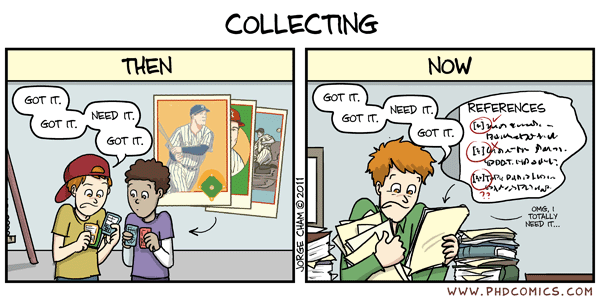 COLLECTING
THEN
GOT IT.
GOT IT.
NEED IT.
GOT IT.
JORGE CHAM © 2011
NOW
GOT IT.
GOT IT.
NEED IT.
GOT IT.
REFERENCES
??
OMG, I
TOTALLY
NEED IT...
WWW.PHDCOMICS.COM